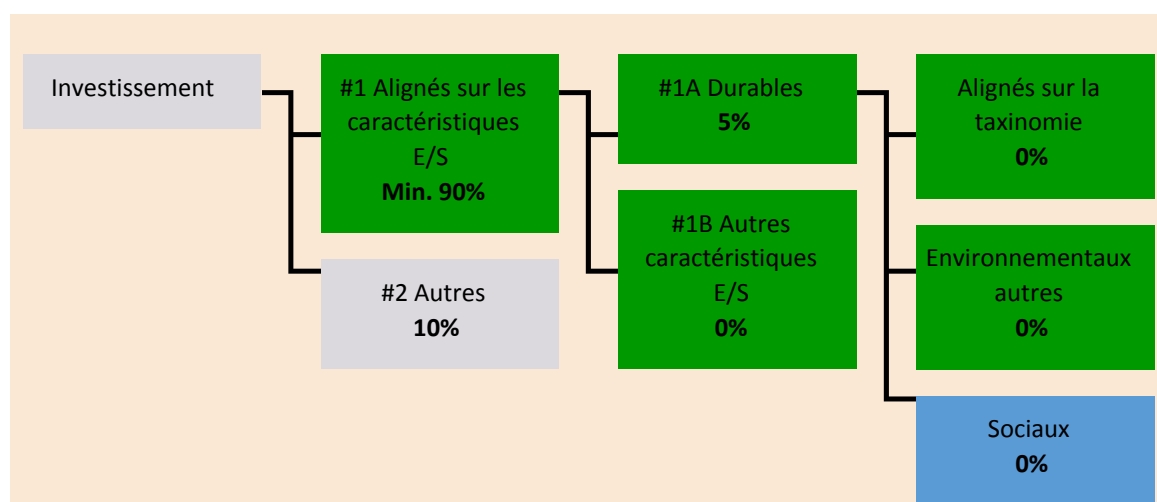 Investissement
#1 Alignés sur les
caractéristiques
E/S
Min. 90%
#2 Autres
10%
#1A Durables
5%
#1B Autres
caractéristiques
E/S
0%
Alignés sur la
taxinomie
0%
Environnementaux
autres
0%
Sociaux
0%